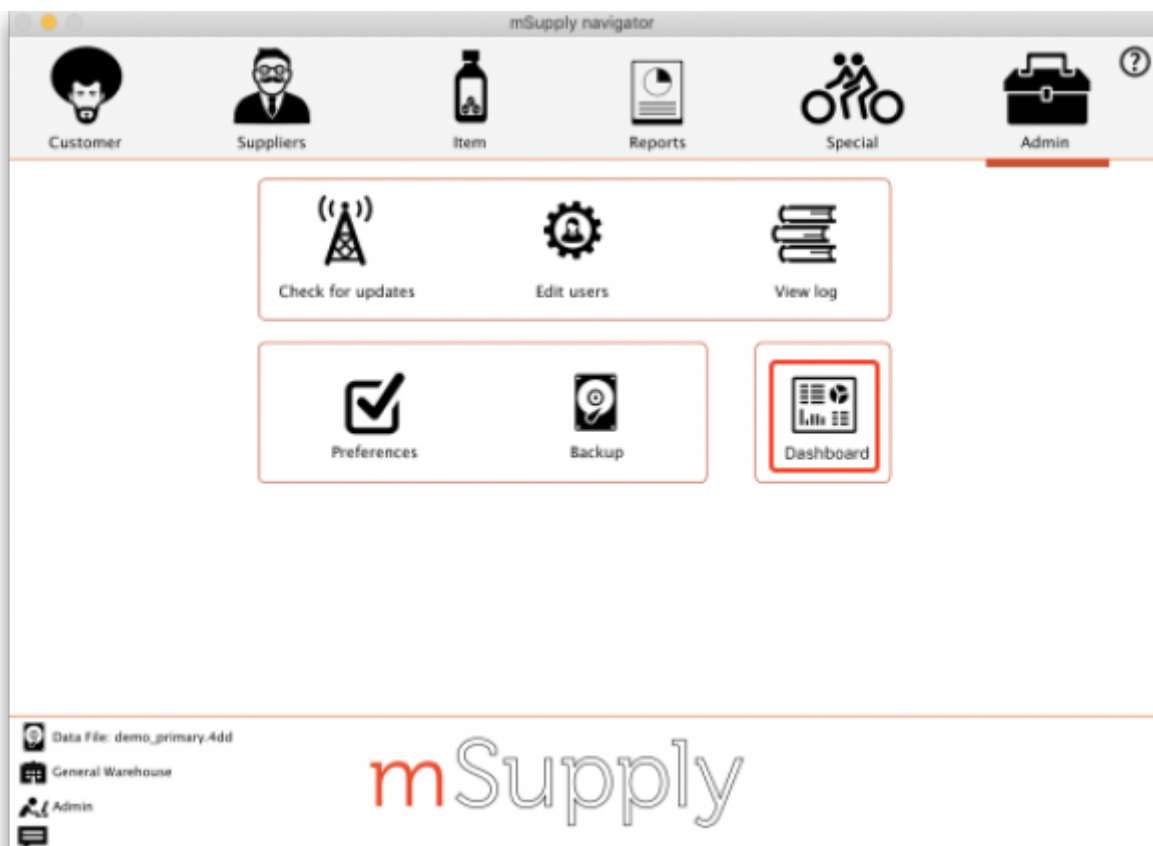 mSupply navigator
?
Customer Suppliers Item Reports Special Admin
Check for updates Edit users View log
Preferences Backup Dashboard
Data File: demo_primary.4dd
General Warehouse
Admin
mSupply